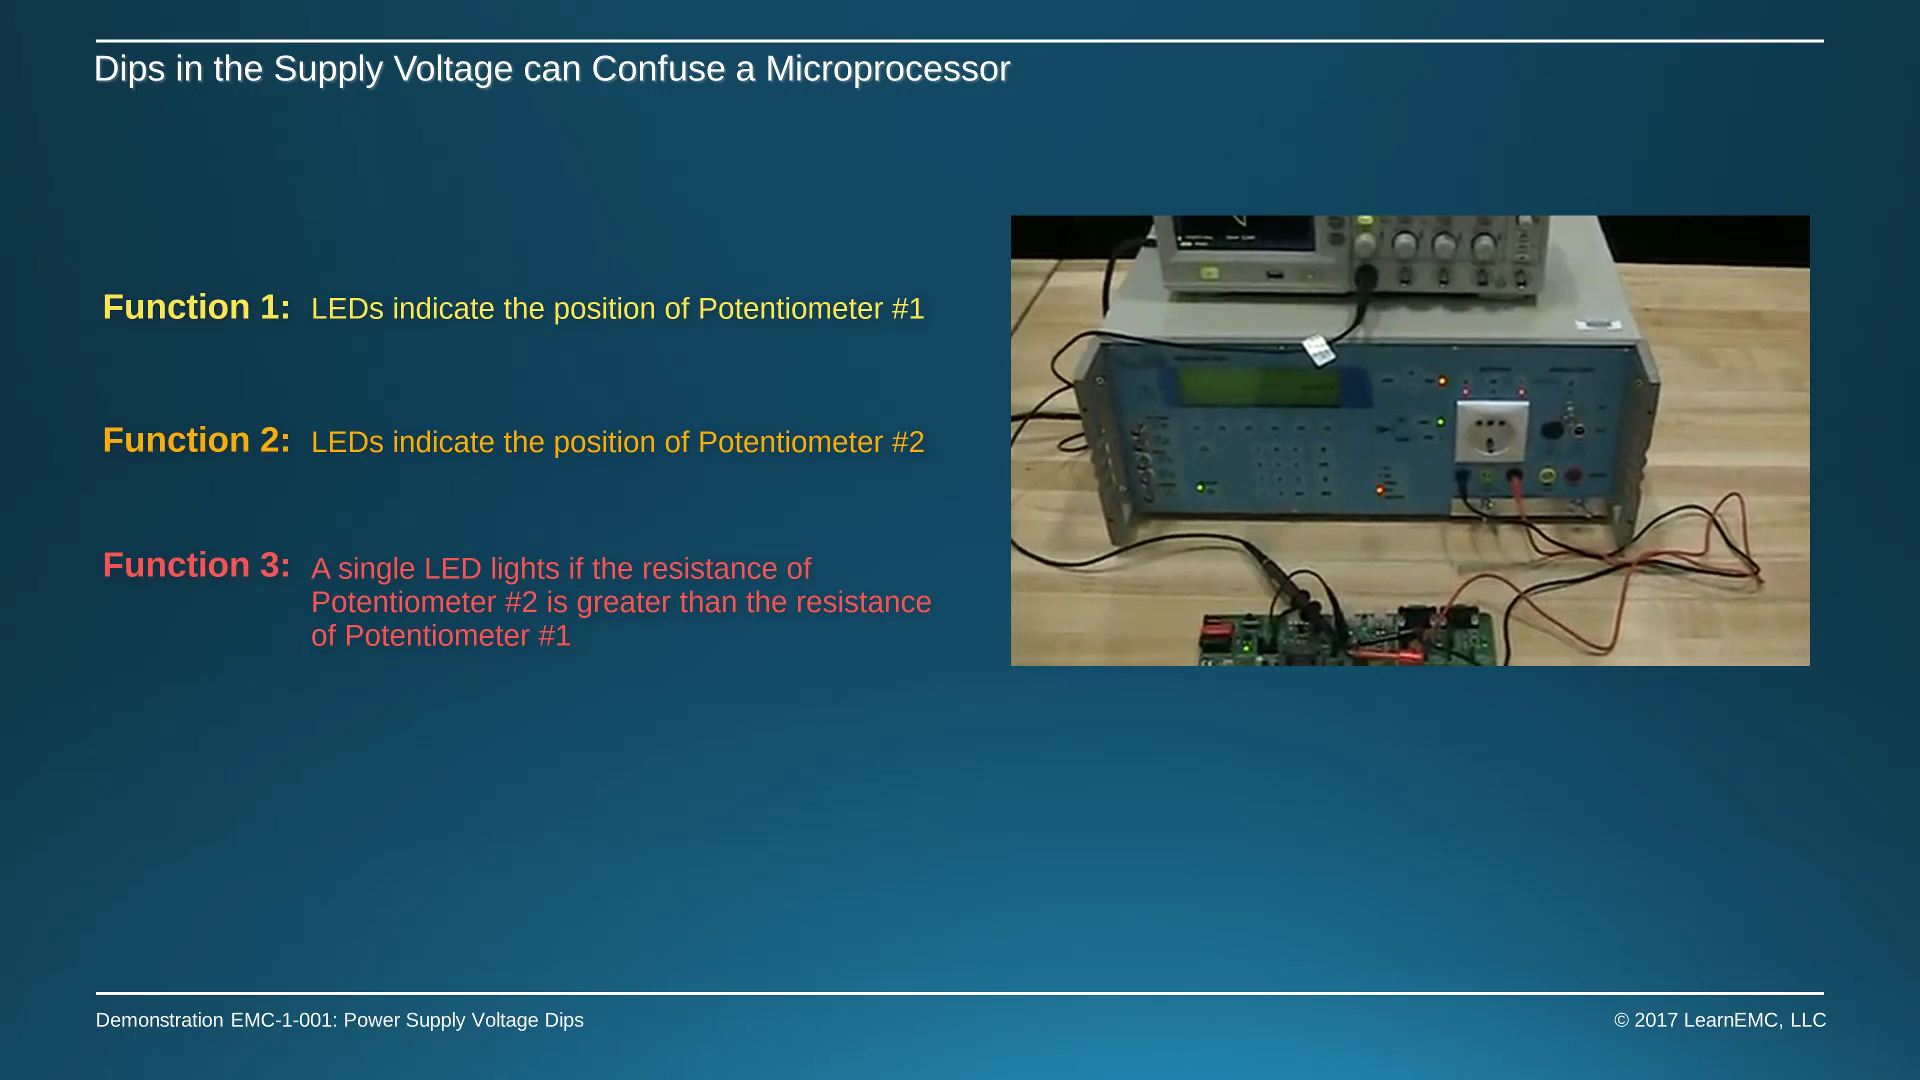 Dips in the Supply Voltage can Confuse a Microprocessor
Function 1: LEDs indicate the position of Potentiometer #1
Function 2: LEDs indicate the position of Potentiometer #2
Function 3: A single LED lights if the resistance of
Potentiometer #2 is greater than the resistance
of Potentiometer #1
Demonstration EMC-1-001: Power Supply Voltage Dips
© 2017 LearnEMC, LLC